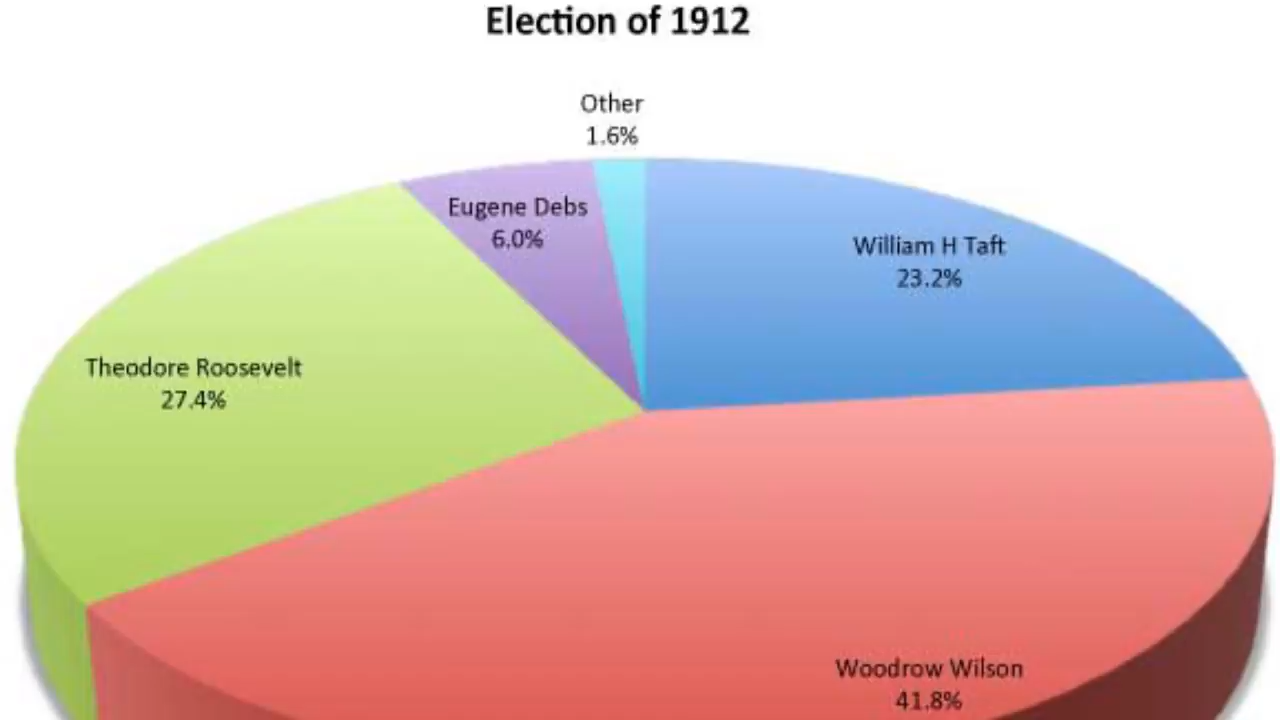 Election of 1912
Other
1.6%
Eugene Debs
6.0%
William H Taft
23.2%
Theodore Roosevelt
27.4%
Woodrow Wilson
41.8%